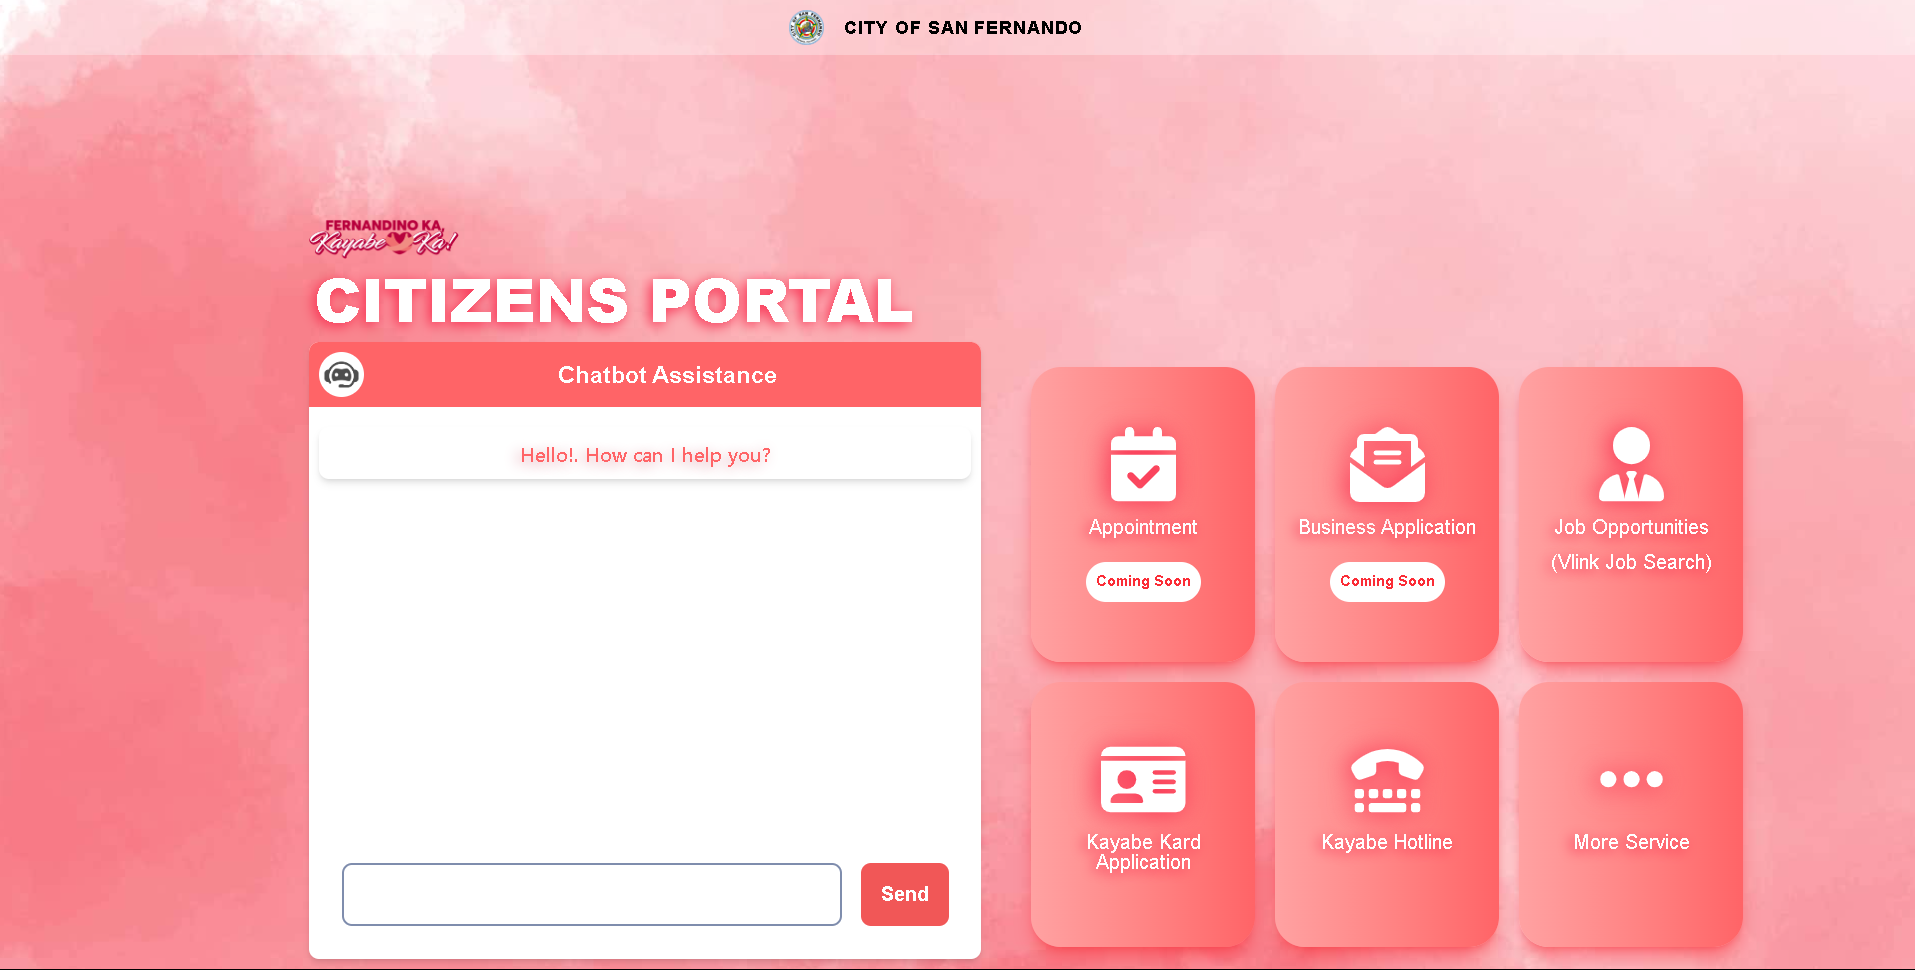 CITY OF SAN FERNANDO
FERNANDINO KA,
Kayabe Ka!
CITIZENS PORTAL
Chatbot Assistance
Hello!. How can I help you?
Send
Appointment
Coming Soon
Business Application
Coming Soon
Job Opportunities
(Vlink Job Search)
Kayabe Kard
Application
Kayabe Hotline
More Service